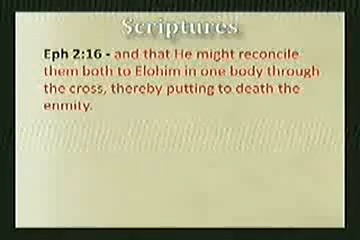 Scriptures
Eph 2:16 - and that He might reconcile
them both to Elohim in one body through
the cross, thereby putting to death the
enmity.